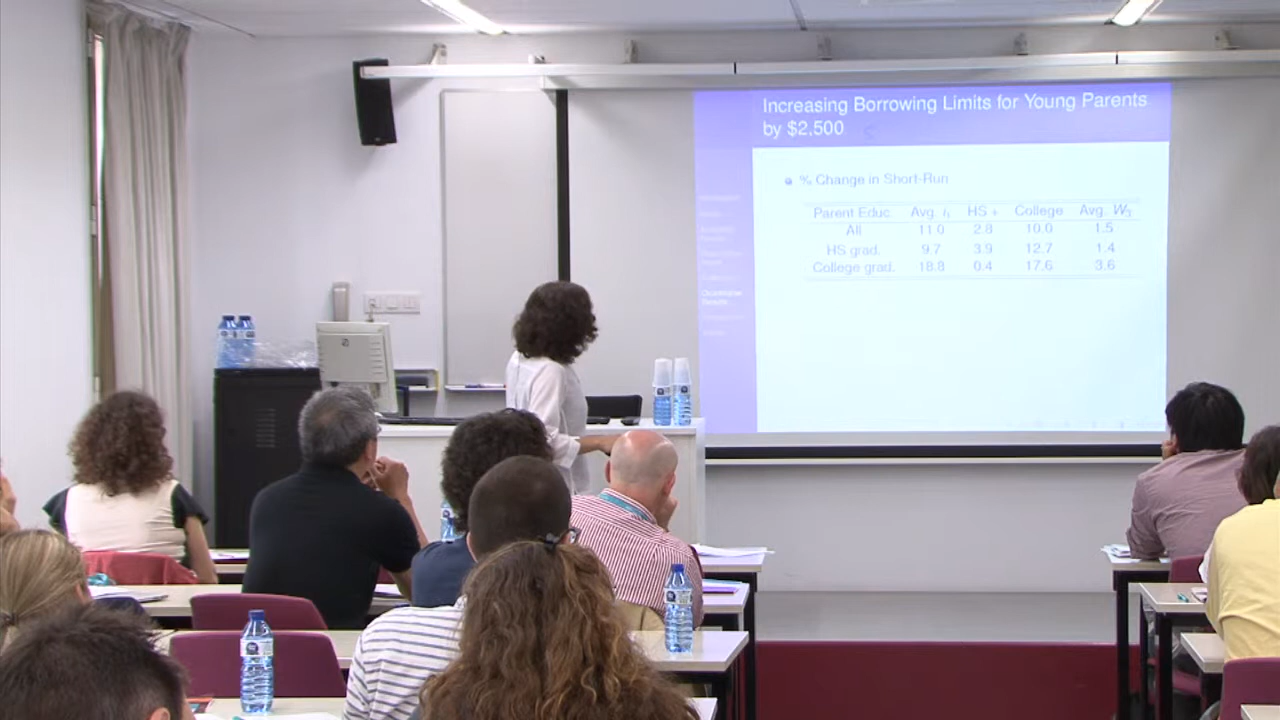 Increasing Borrowing Limits for Young Parents
by $2,500
% Change in Short-Run
Parent Educ. Avg. i₁ HS + College Avg. W₃
All 11.0 2.8 10.0 1.5
HS grad. 9.7 3.9 12.7 1.4
College grad. 18.8 0.4 17.6 3.6